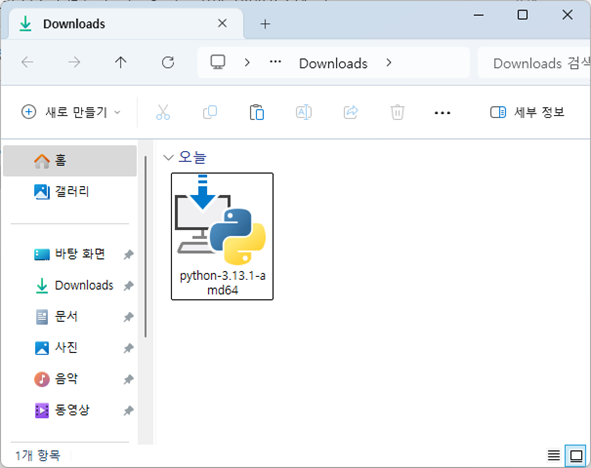 Downloads
Downloads
Downloads 검색
새로 만들기
세부 정보
홈
갤러리
바탕 화면
Downloads
문서
사진
음악
동영상
오늘
python-3.13.1-a
md64
1개 항목